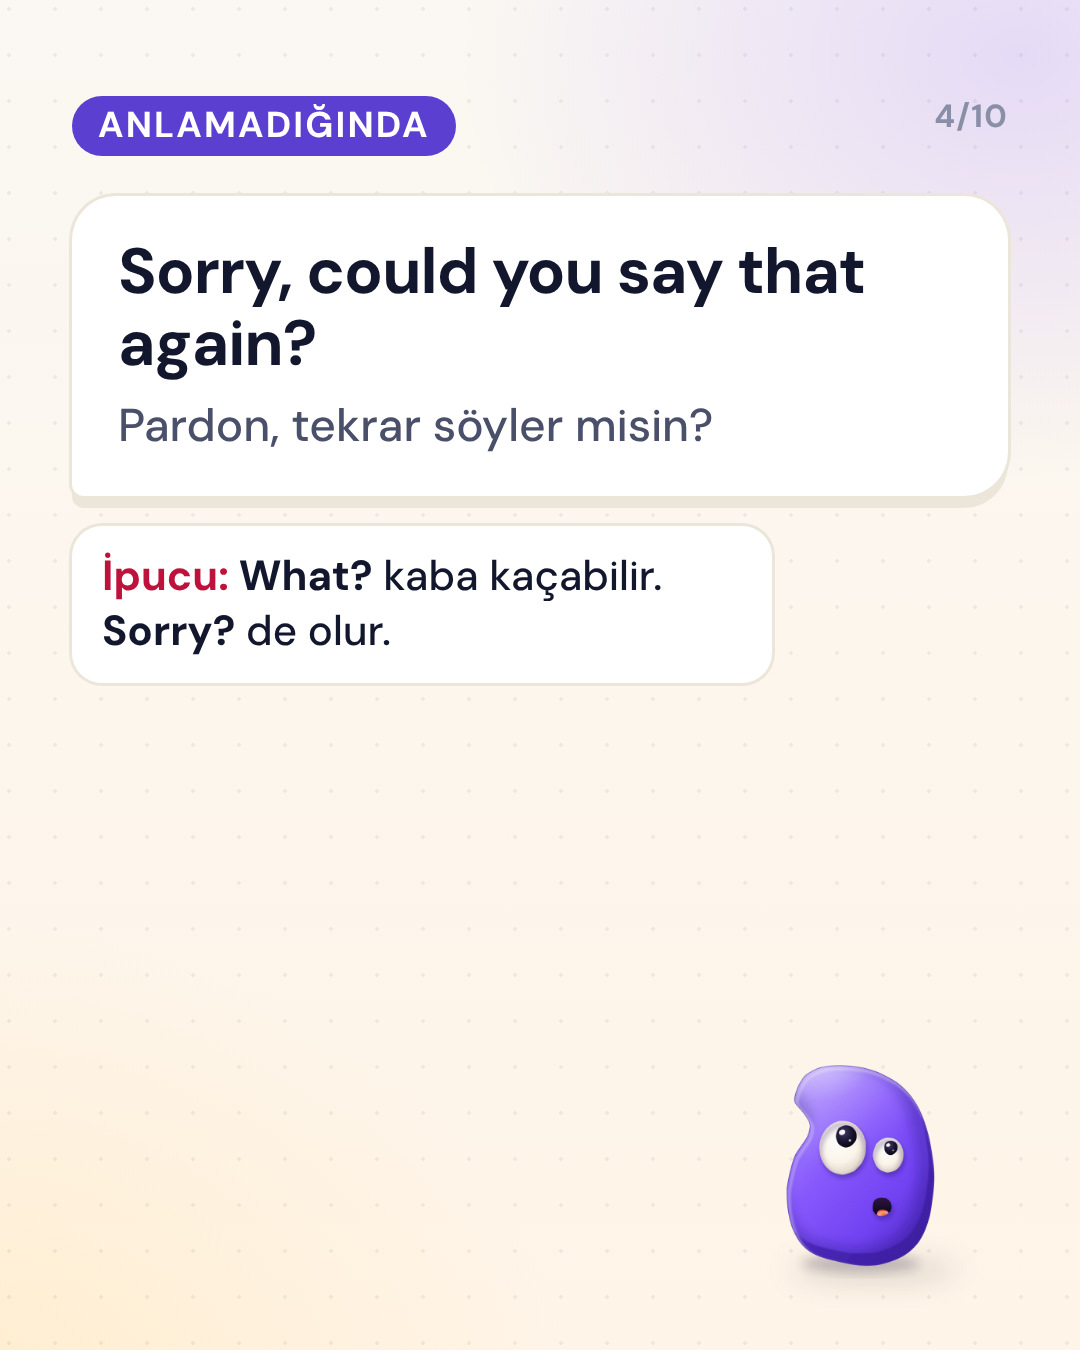 ANLAMADIĞINDA
4/10
Sorry, could you say that
again?
Pardon, tekrar söyler misin?
İpucu: What? kaba kaçabilir.
Sorry? de olur.